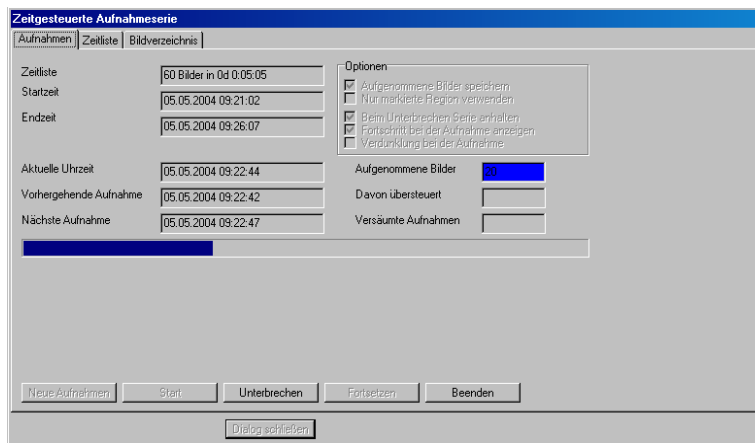 Zeitgesteuerte Aufnahmeserie
Aufnahmen Zeitliste Bildverzeichnis
Zeitliste 60 Bilder in 0d 0:05:05
Startzeit 05.05.2004 09:21:02
Endzeit 05.05.2004 09:26:07
Optionen
Aufgenommene Bilder speichern
Nur markierte Region verwenden
Beim Unterbrechen Serie anhalten
Fortschritt bei der Aufnahme anzeigen
Verdunklung bei der Aufnahme
Aktuelle Uhrzeit 05.05.2004 09:22:44 Aufgenommene Bilder 20
Vorhergehende Aufnahme 05.05.2004 09:22:42 Davon übersteuert
Nächste Aufnahme 05.05.2004 09:22:47 Versäumte Aufnahmen
Neue Aufnahmen Start Unterbrechen Fortsetzen Beenden
Dialog schließen